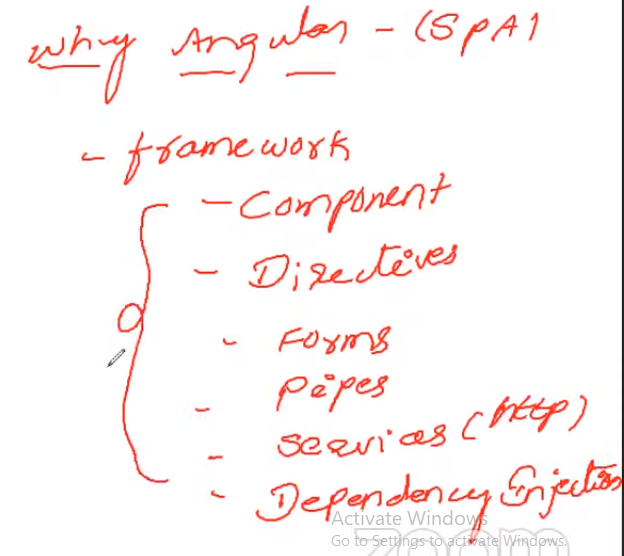 Why Angular - (SPA)
- framework
- Component
- Directives
- Forms
- Pipes
- Services (http)
- Dependency Injection
Activate Windows
Go to Settings to activate Windows.
zoom